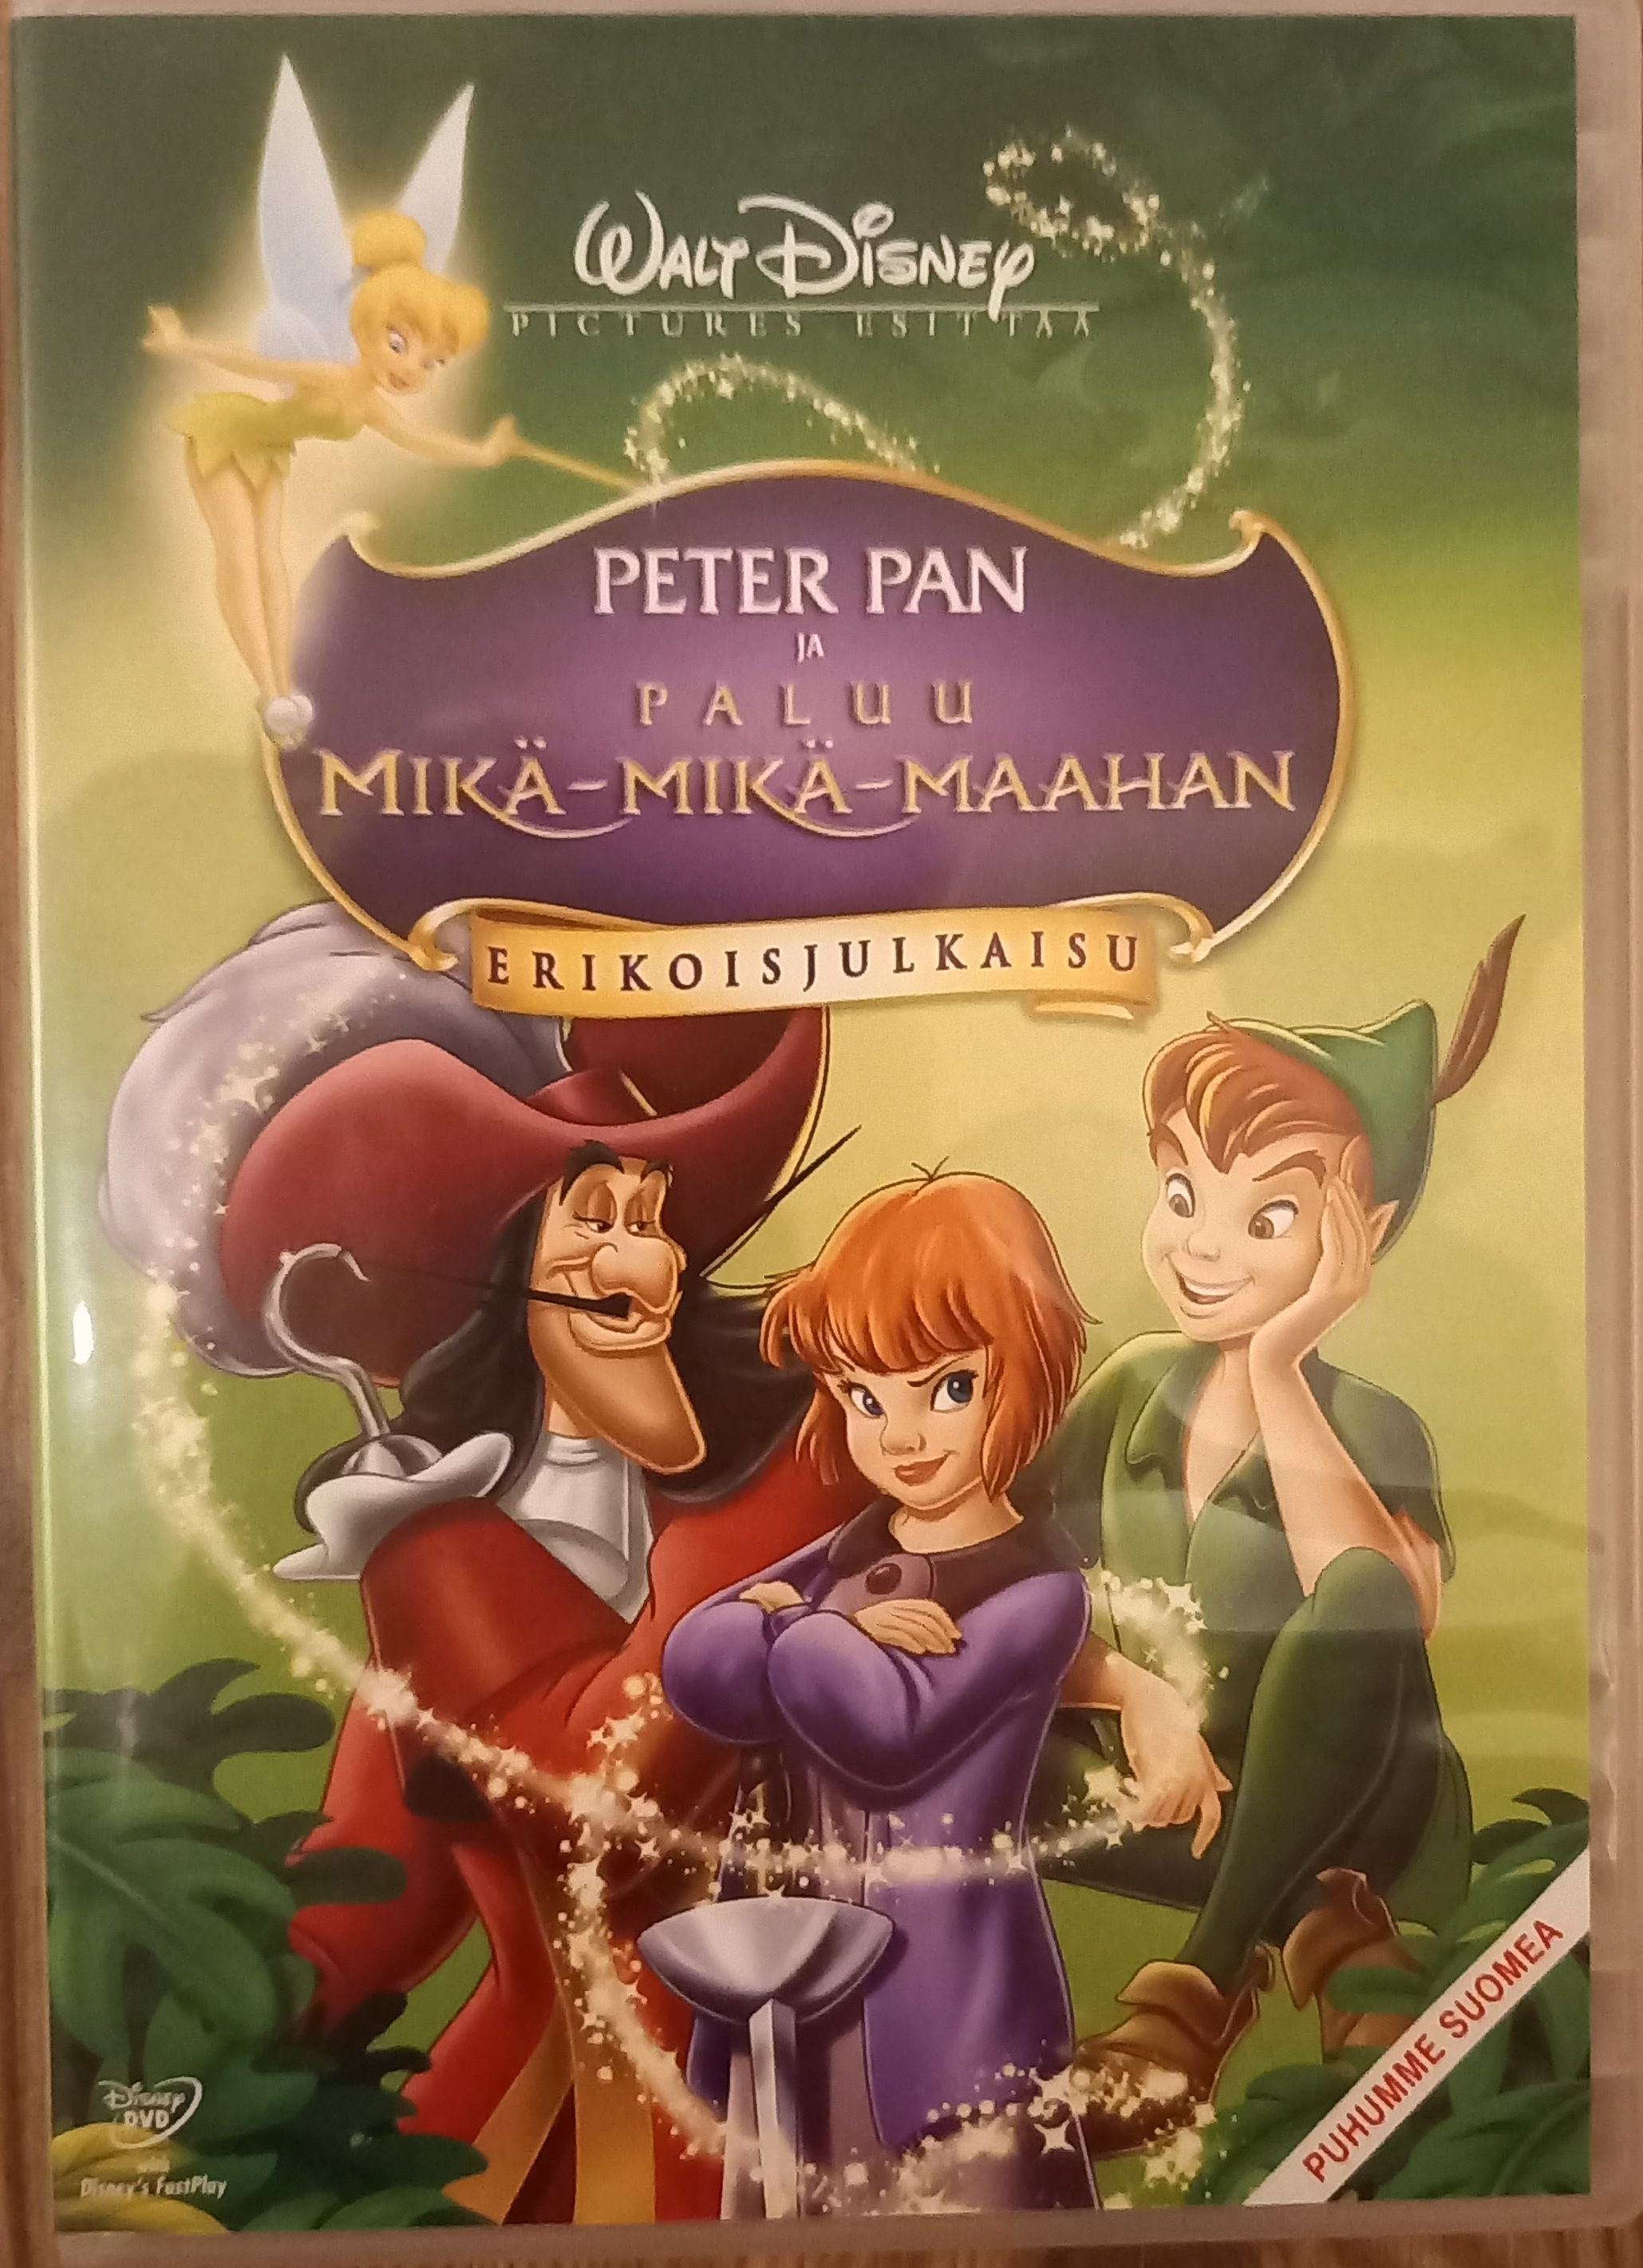 WALT DISNEY
PICTURES ESITTÄÄ
PETER PAN
JA
PALUU
MIKÄ-MIKÄ-MAAHAN
ERIKOISJULKAISU
PUHUMME SUOMEA
Disney
DVD
with
Disney's FastPlay